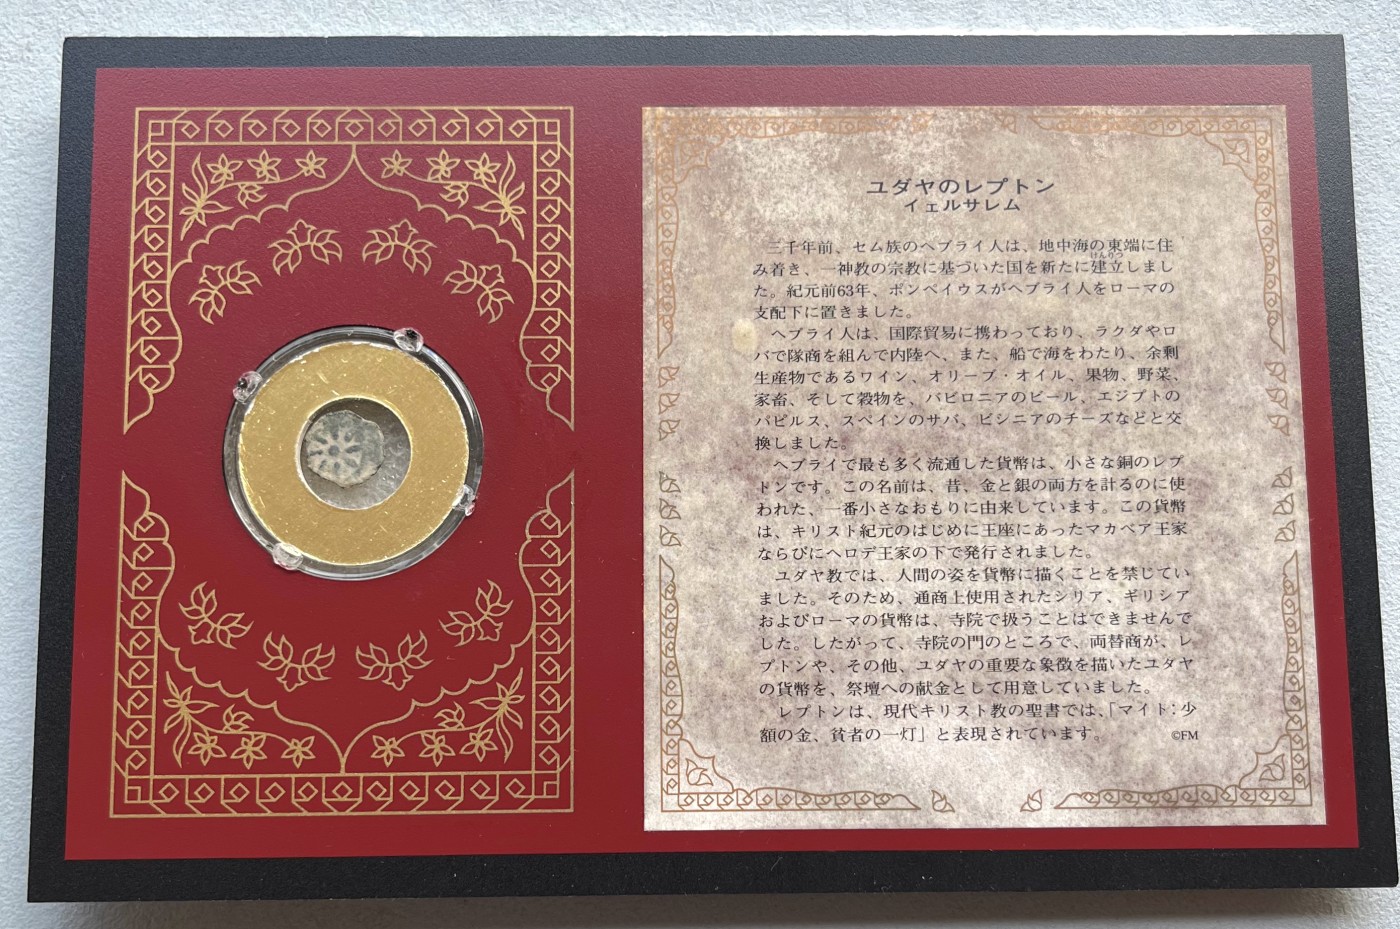 ユダヤのレプトン
イェルサレム
三千年前、セム族のヘブライ人は、地中海の東端に住
み着き、一神教の宗教に基づいた国を新たに建立しまし
けんりつ
た。紀元前63年、ポンペイウスがヘブライ人をローマの
支配下に置きました。
ヘブライ人は、国際貿易に携わっており、ラクダやロ
バで隊商を組んで内陸へ、また、船で海をわたり、余剰
生産物であるワイン、オリーブ・オイル、果物、野菜、
家畜、そして穀物を、バビロニアのビール、エジプトの
パピルス、スペインのサバ、ビシニアのチーズなどと交
換しました。
ヘブライで最も多く流通した貨幣は、小さな銅のレプ
トンです。この名前は、昔、金と銀の両方を計るのに使
われた、一番小さなおもりに由来しています。この貨幣
は、キリスト紀元のはじめに王座にあったマカベア王家
ならびにヘロデ王家の下で発行されました。
ユダヤ教では、人間の姿を貨幣に描くことを禁じてい
ました。そのため、通商上使用されたシリア、ギリシア
およびローマの貨幣は、寺院で扱うことはできませんで
した。したがって、寺院の門のところで、両替商が、レ
プトンや、その他、ユダヤの重要な象徴を描いたユダヤ
の貨幣を、祭壇への献金として用意していました。
レプトンは、現代キリスト教の聖書では、「マイト：少
額の金、貧者の一灯」と表現されています。 ©FM